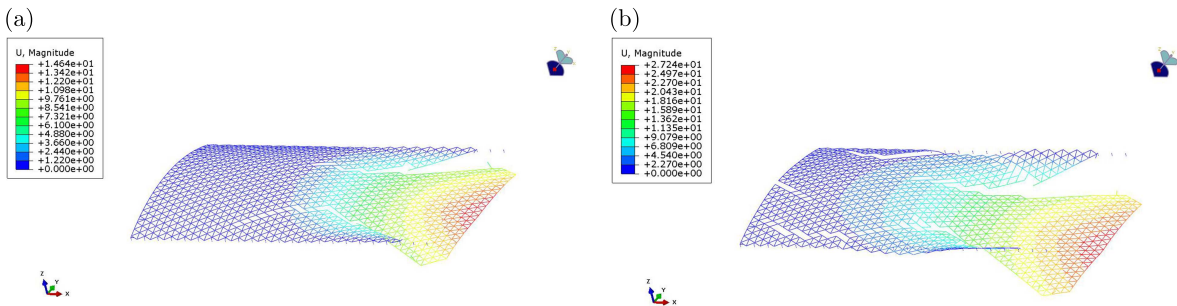 (a)
U, Magnitude
+1.464e+01
+1.342e+01
+1.220e+01
+1.098e+01
+9.761e+00
+8.541e+00
+7.321e+00
+6.100e+00
+4.880e+00
+3.660e+00
+2.440e+00
+1.220e+00
+0.000e+00
Z
Y
X
(b)
U, Magnitude
+2.724e+01
+2.497e+01
+2.270e+01
+2.043e+01
+1.816e+01
+1.589e+01
+1.362e+01
+1.135e+01
+9.079e+00
+6.809e+00
+4.540e+00
+2.270e+00
+0.000e+00
Z
Y
X